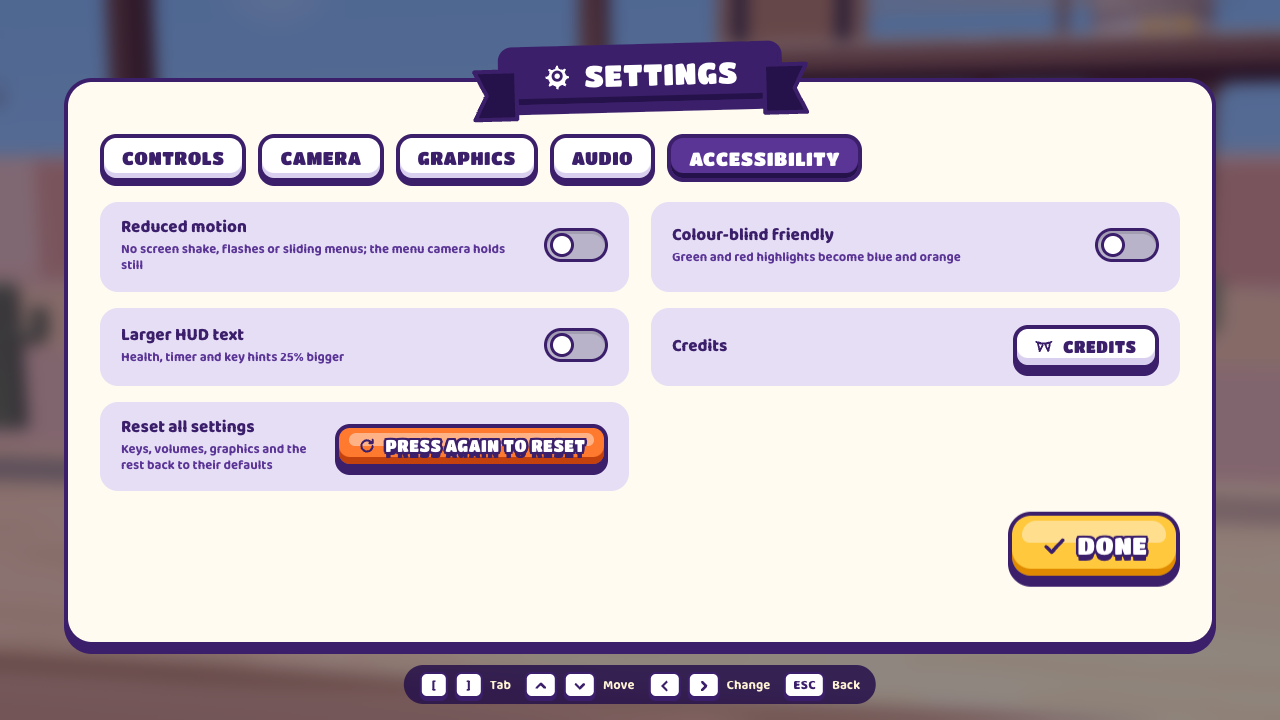 SETTINGS
CONTROLS
CAMERA
GRAPHICS
AUDIO
ACCESSIBILITY
Reduced motion
No screen shake, flashes or sliding menus; the menu camera holds
still
Colour-blind friendly
Green and red highlights become blue and orange
Larger HUD text
Health, timer and key hints 25% bigger
Credits
CREDITS
Reset all settings
Keys, volumes, graphics and the
rest back to their defaults
PRESS AGAIN TO RESET
DONE
[ ] Tab Move Change ESC Back